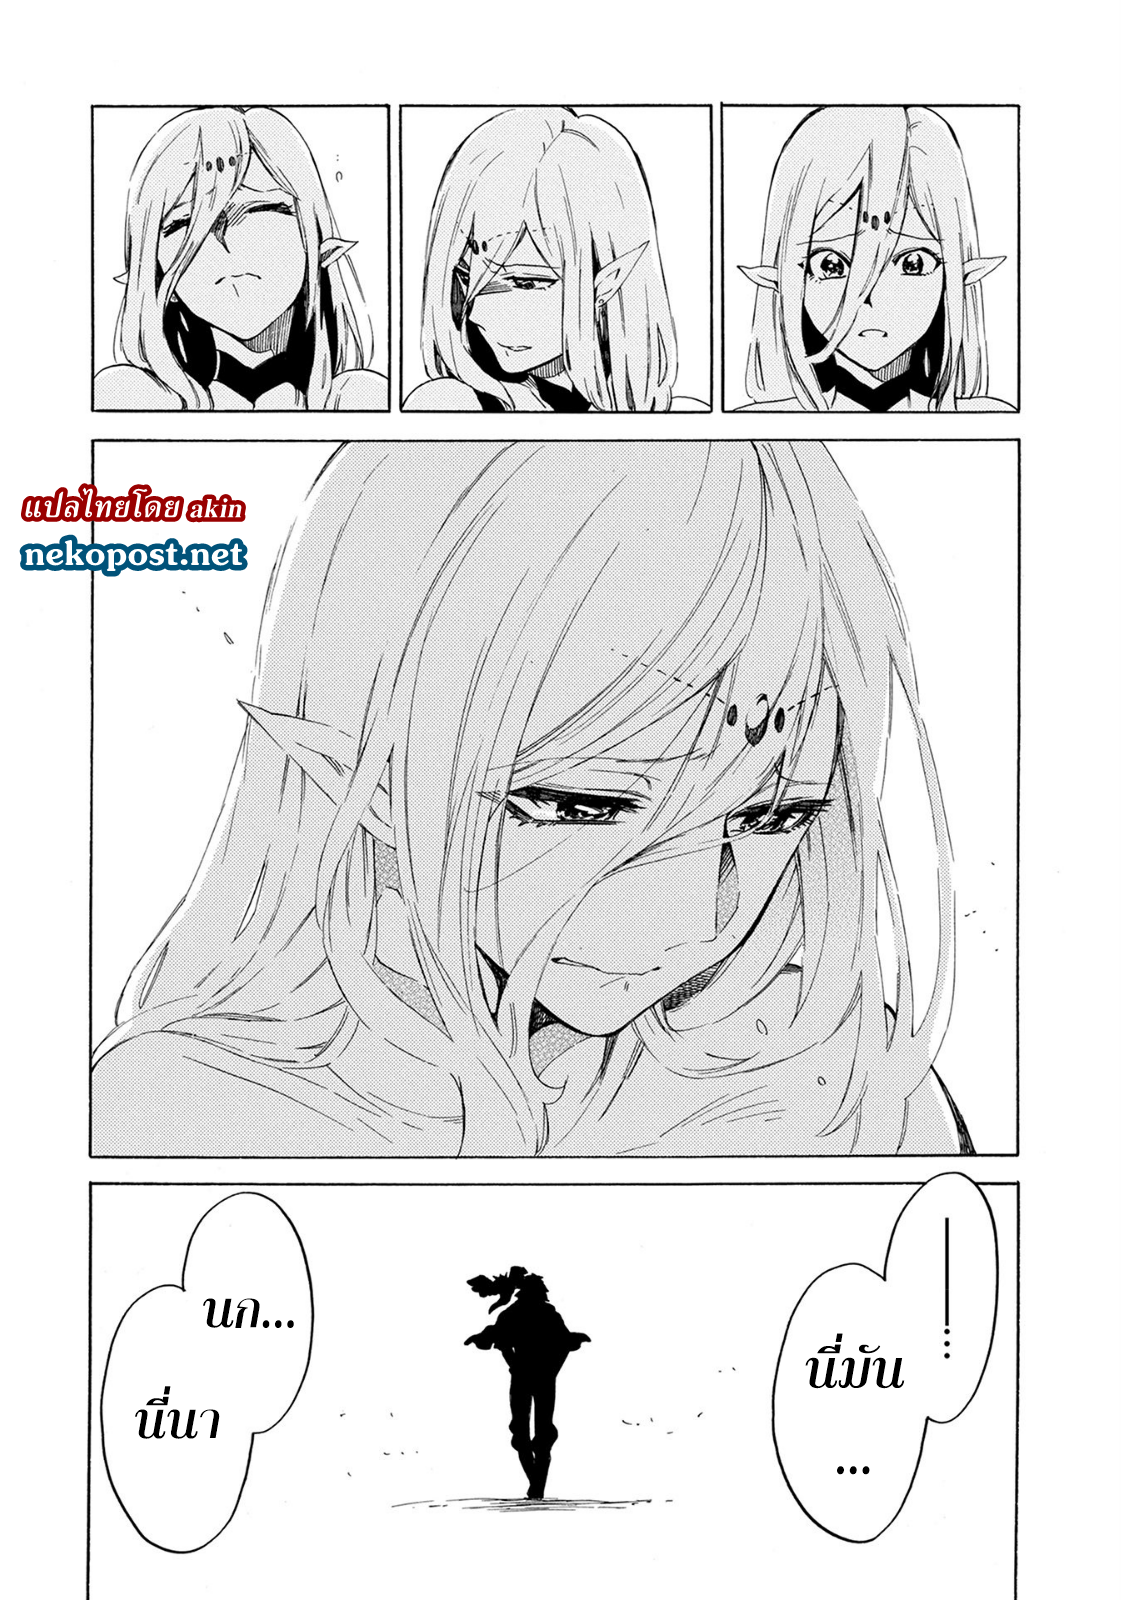 แปลไทยโดย akin
nekopost.net
นี่มัน
...
นก...
นี่นา